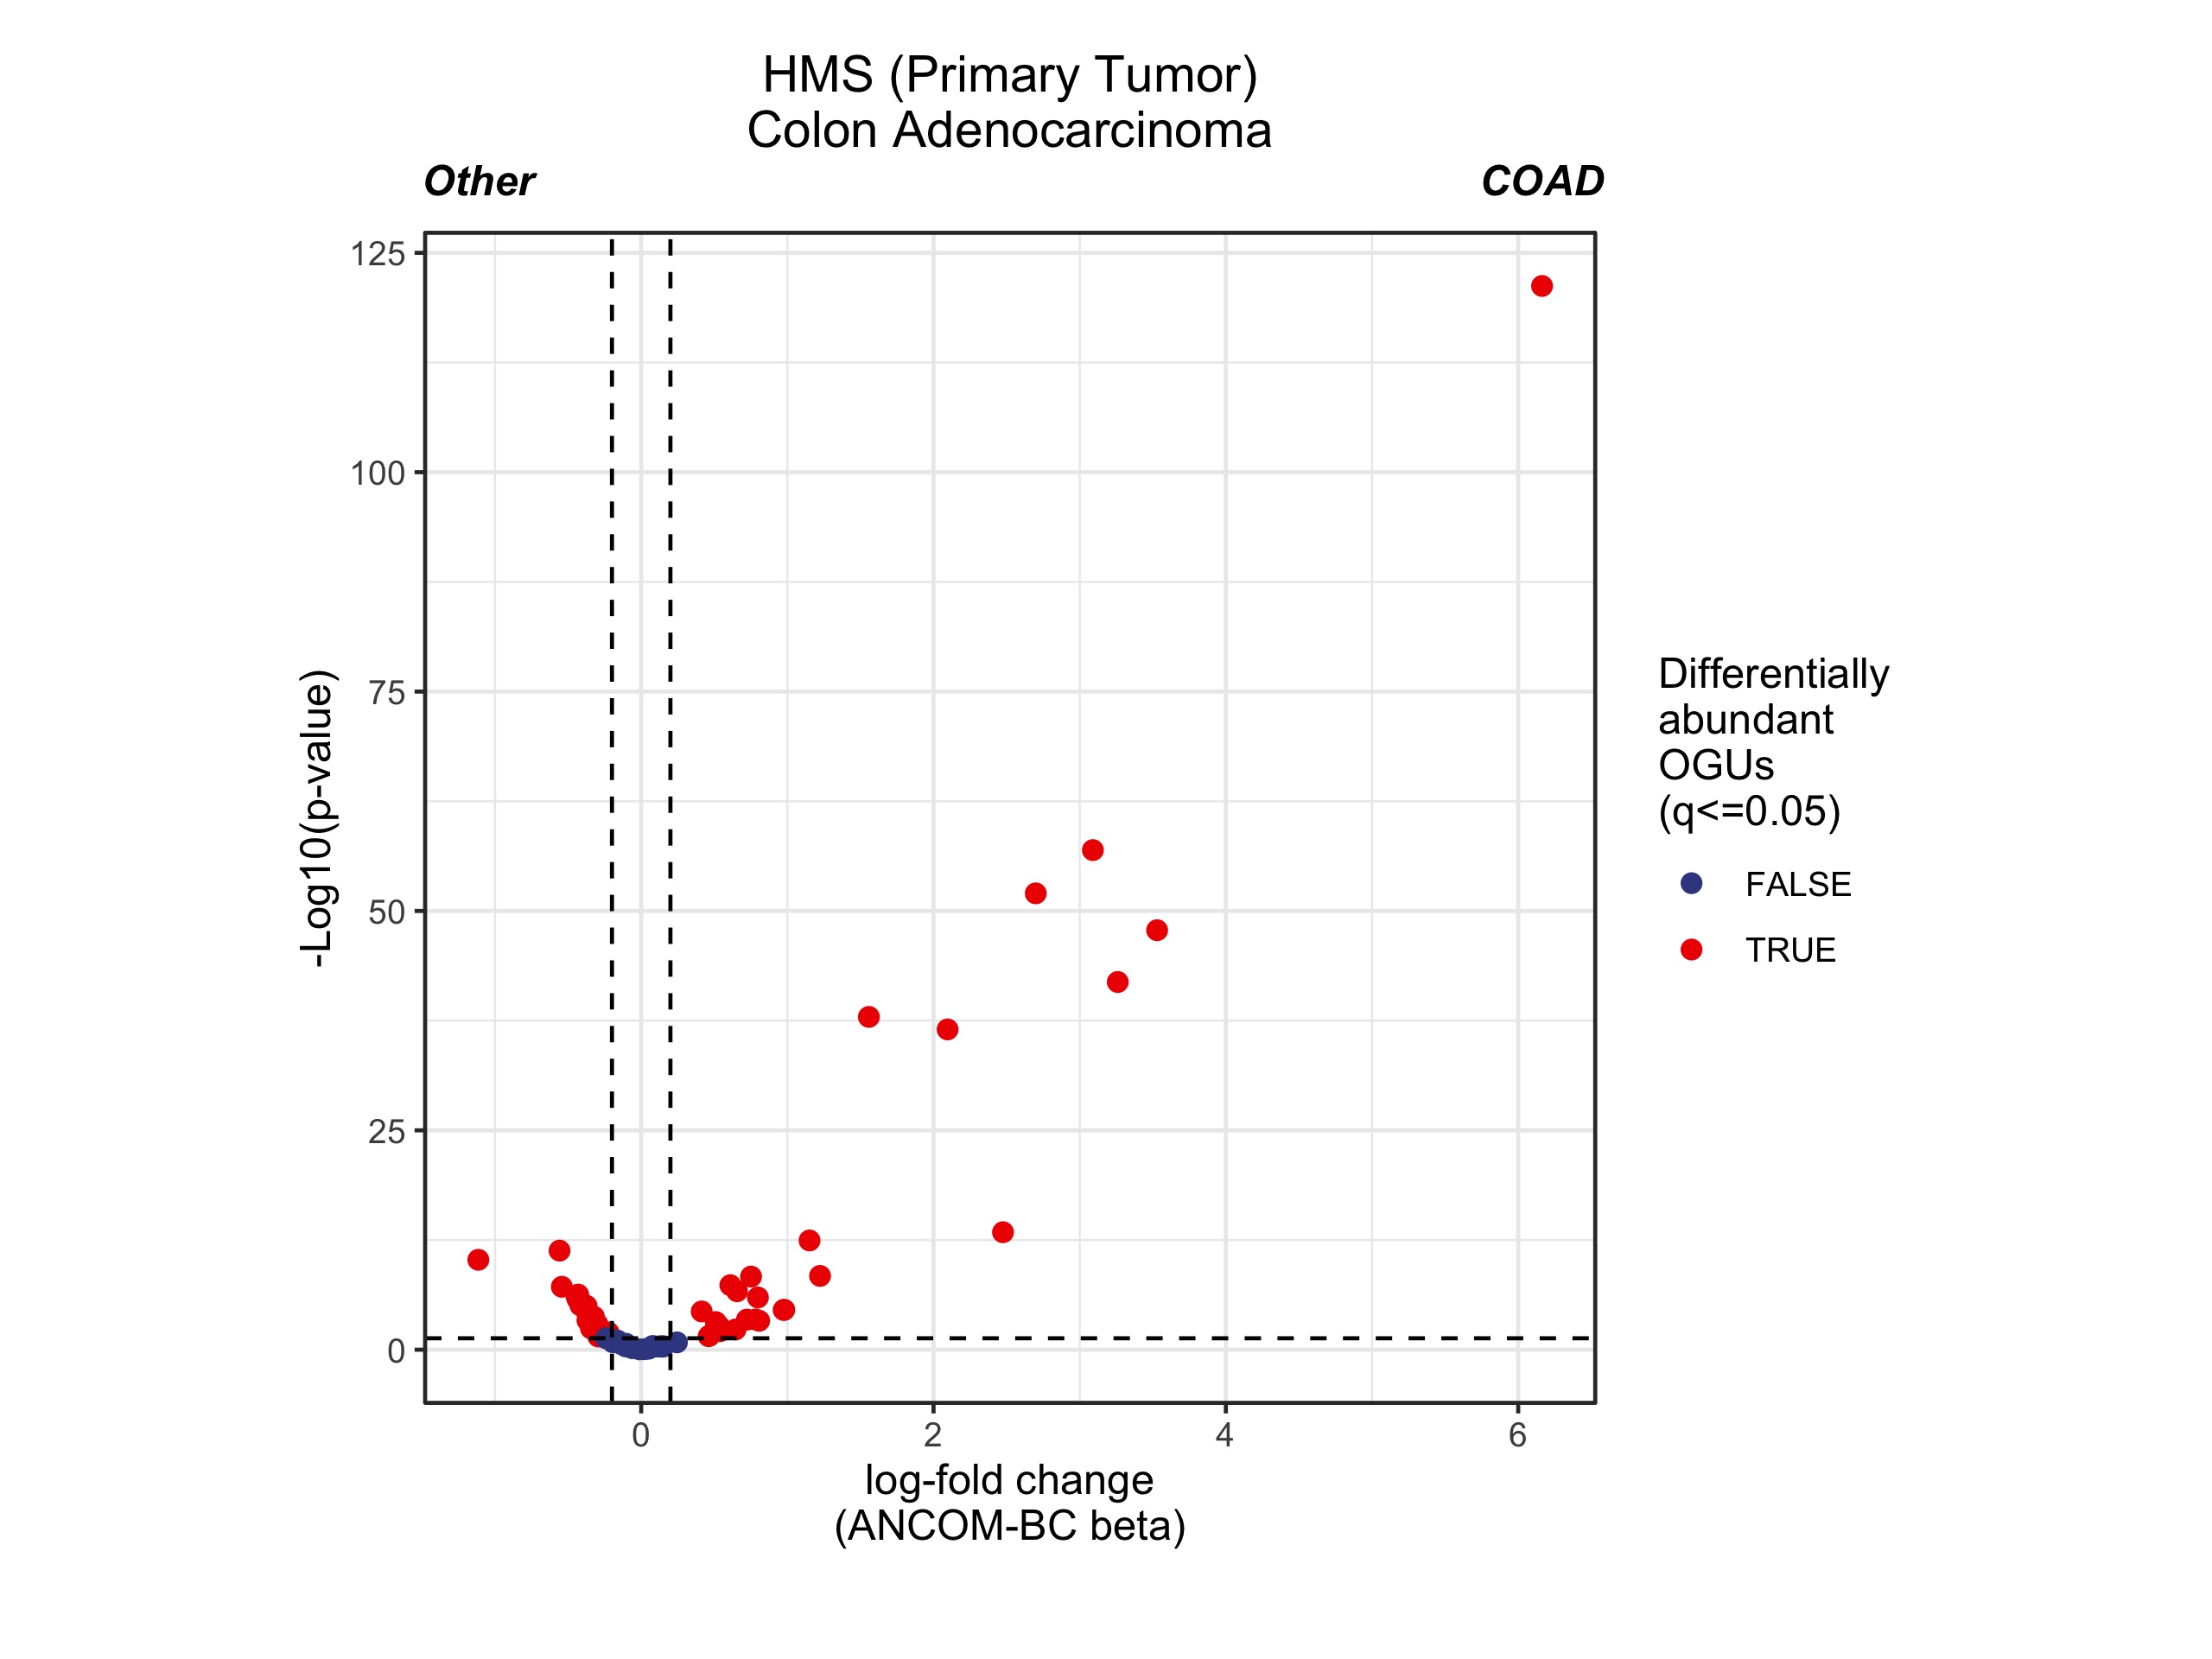 HMS (Primary Tumor)
Colon Adenocarcinoma
Other
COAD
125
100
75
50
25
0
-Log10(p-value)
0
2
4
6
log-fold change
(ANCOM-BC beta)
Differentially
abundant
OGUs
(q<=0.05)
FALSE
TRUE